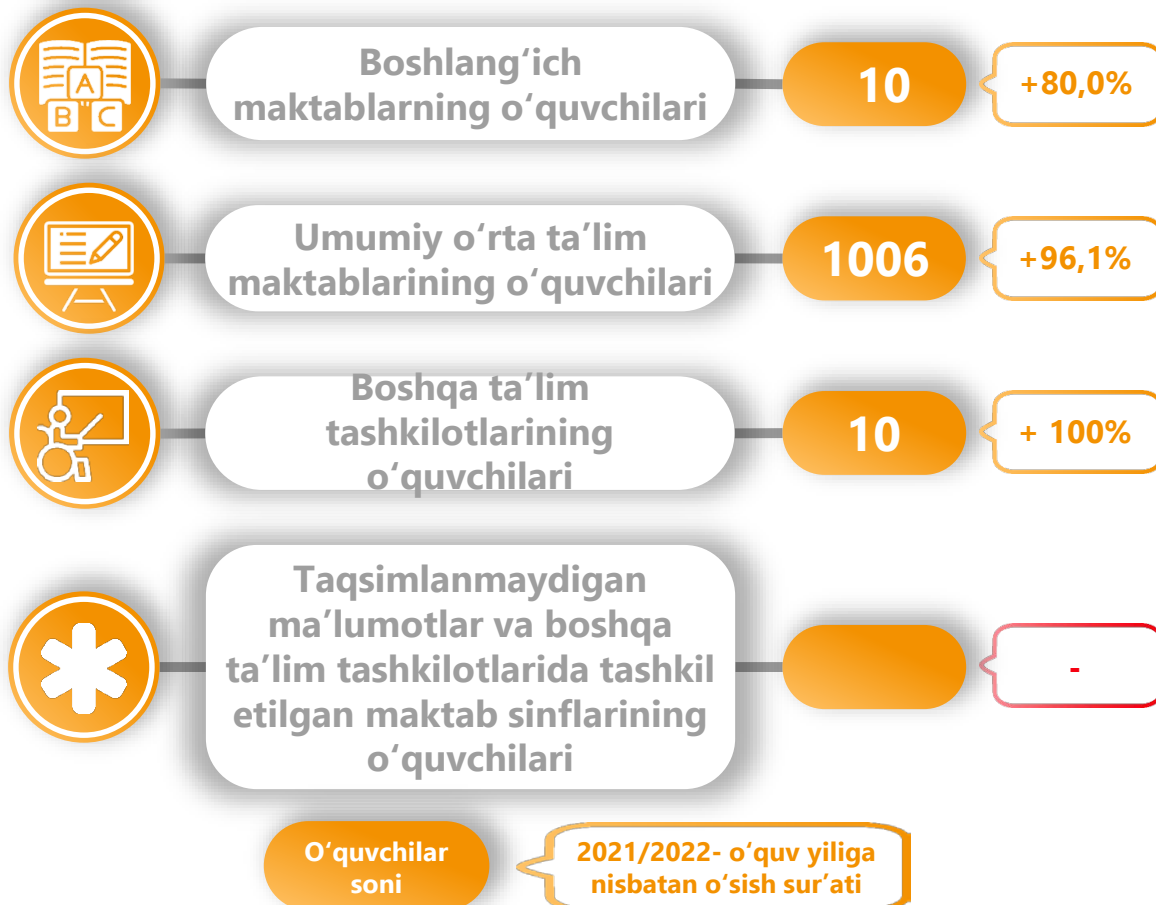 A
B C
Boshlang‘ich
maktablarning o‘quvchilari
10
+80,0%
Umumiy o‘rta ta’lim
maktablarining o‘quvchilari
1006
+96,1%
Boshqa ta’lim
tashkilotlarining
o‘quvchilari
10
+ 100%
Taqsimlanmaydigan
ma’lumotlar va boshqa
ta’lim tashkilotlarida tashkil
etilgan maktab sinflarining
o‘quvchilari
-
O‘quvchilar
soni
2021/2022- o‘quv yiliga
nisbatan o‘sish sur’ati